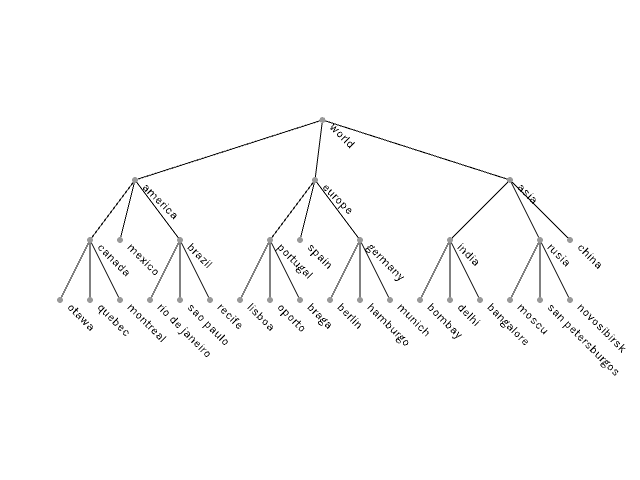 world
america
europe
asia
canada
mexico
brazil
portugal
spain
germany
india
rusia
china
otawa
quebec
montreal
rio de janeiro
sao paulo
recife
lisboa
oporto
braga
berlin
hamburgo
munich
bombay
delhi
bangalore
moscu
san petersburgos
novosibirsk